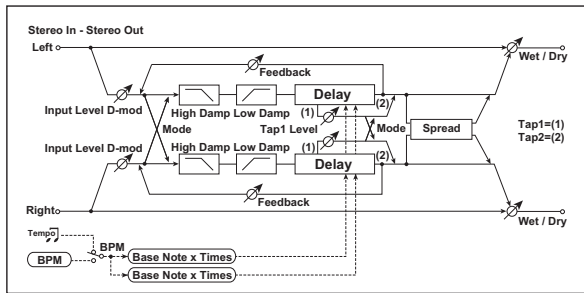 Stereo In - Stereo Out
Left
Wet / Dry
Feedback
Input Level D-mod
High Damp Low Damp
Delay
(1)
(2)
Mode
Tap1 Level
Mode
Spread
Tap1=(1)
Tap2=(2)
Input Level D-mod
High Damp Low Damp
(1)
Delay
(2)
Feedback
Right
Wet / Dry
Tempo
BPM
BPM
Base Note x Times
Base Note x Times